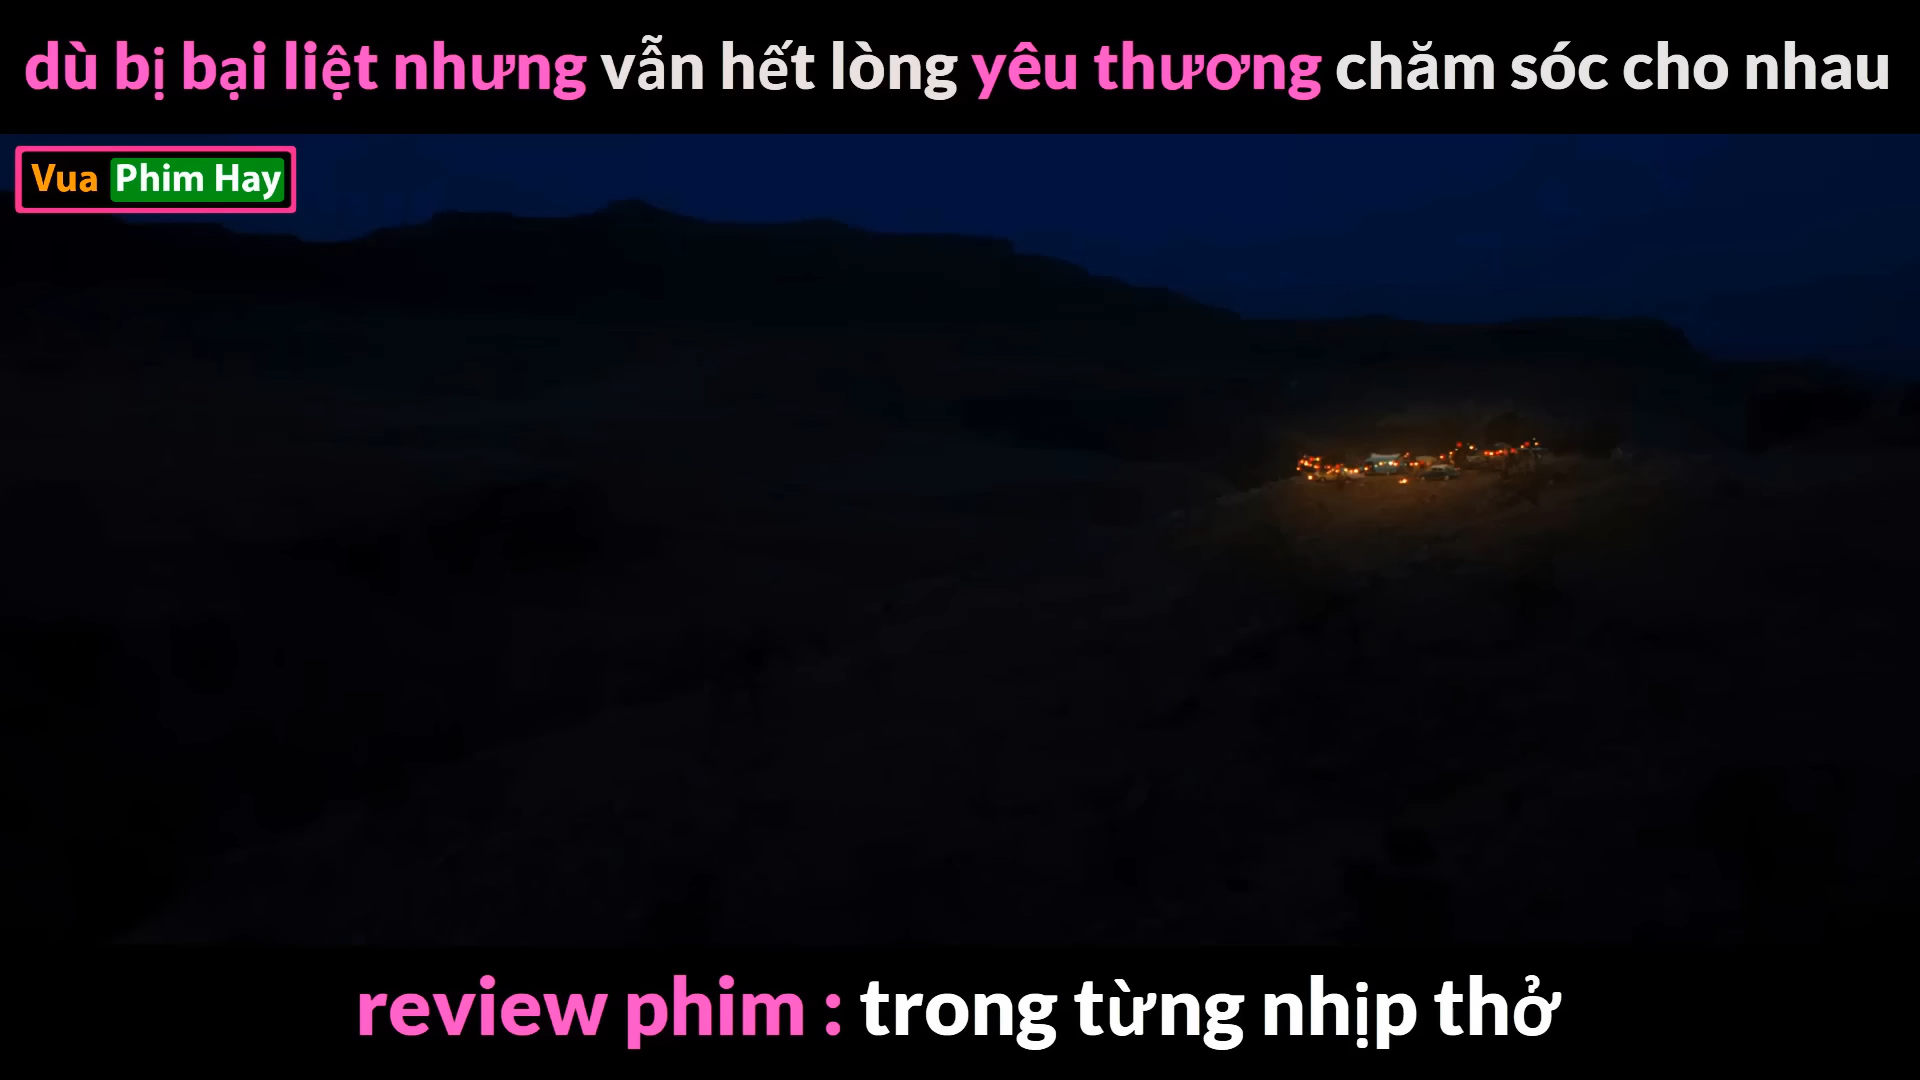 dù bị bại liệt nhưng vẫn hết lòng yêu thương chăm sóc cho nhau
Vua Phim Hay
review phim : trong từng nhịp thở